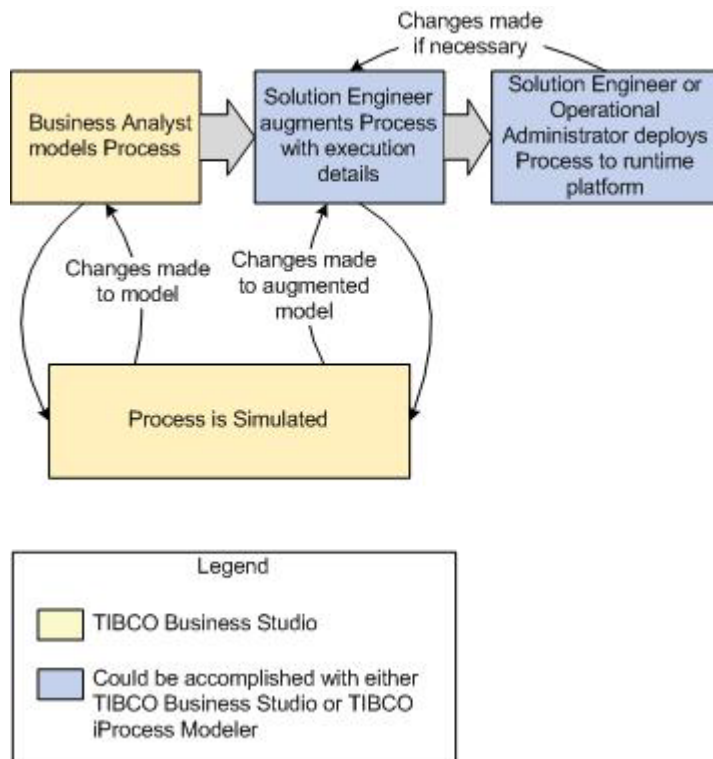 Changes made
if necessary
Business Analyst
models Process
Solution Engineer
augments Process
with execution
details
Solution Engineer or
Operational
Administrator deploys
Process to runtime
platform
Changes made
to model
Changes made
to augmented
model
Process is Simulated
Legend
TIBCO Business Studio
Could be accomplished with either
TIBCO Business Studio or TIBCO
iProcess Modeler